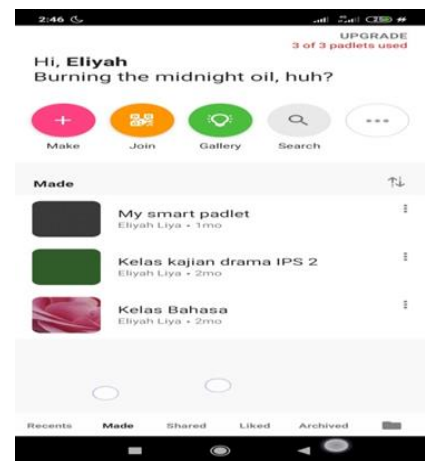 2:46
UPGRADE
3 of 3 padlets used
Hi, Eliyah
Burning the midnight oil, huh?
Make Join Gallery Search
Made
My smart padlet
Eliyah Liya • 1mo
Kelas kajian drama IPS 2
Eliyah Liya • 2mo
Kelas Bahasa
Eliyah Liya • 2mo
Recents Made Shared Liked Archived